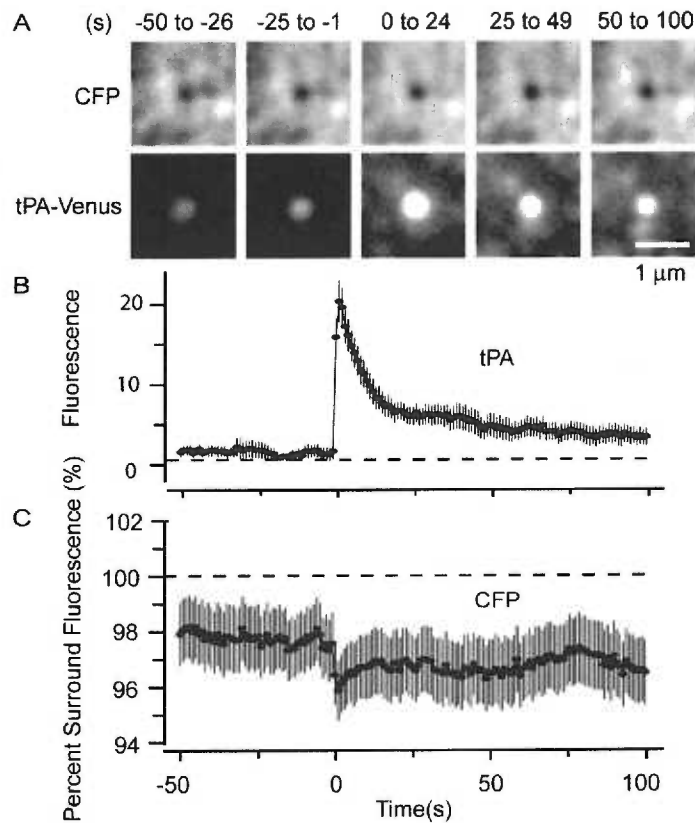 A (s) -50 to -26 -25 to -1 0 to 24 25 to 49 50 to 100
CFP
tPA-Venus
1 μm
B
Fluorescence
20
10
0
tPA
C
Percent Surround Fluorescence (%)
102
100
98
96
94
CFP
-50 0 50 100
Time(s)